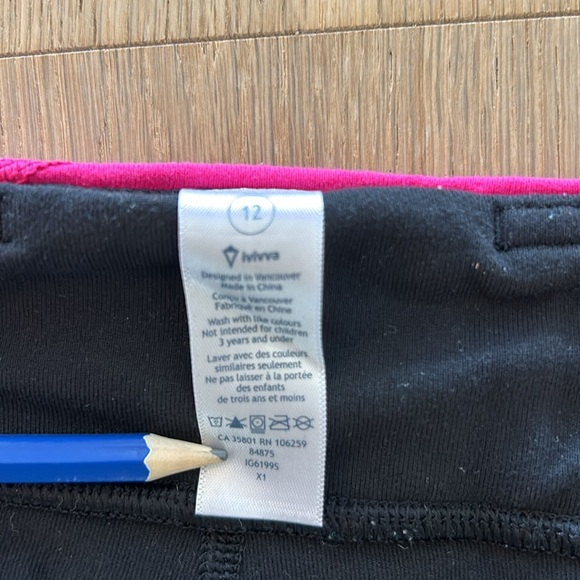 12
ivivva
Designed in Vancouver
Made in China
Conçu à Vancouver
Fabriqué en Chine
Wash with like colours
Not intended for children
3 years and under
Laver avec des couleurs
similaires seulement
Ne pas laisser à la portée
des enfants
de trois ans et moins
CA 35801 RN 106259
84875
JG6199S
X1